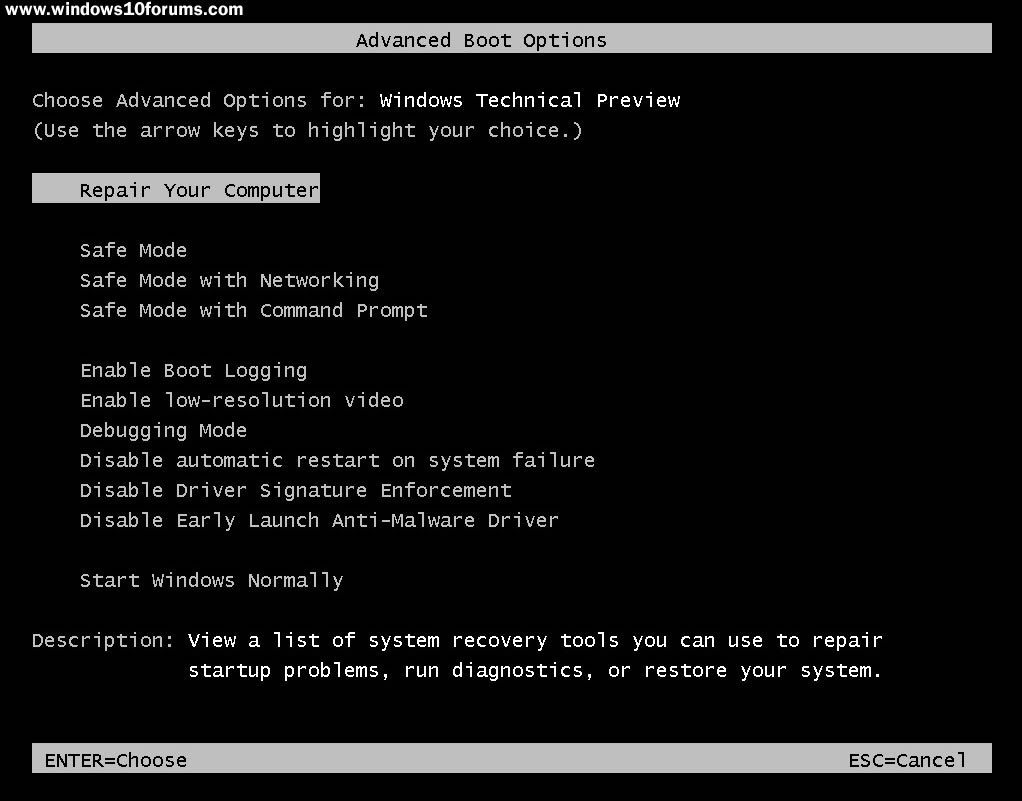 www.windows10forums.com
Advanced Boot Options
Choose Advanced Options for: Windows Technical Preview
(Use the arrow keys to highlight your choice.)
Repair Your Computer
Safe Mode
Safe Mode with Networking
Safe Mode with Command Prompt
Enable Boot Logging
Enable low-resolution video
Debugging Mode
Disable automatic restart on system failure
Disable Driver Signature Enforcement
Disable Early Launch Anti-Malware Driver
Start Windows Normally
Description: View a list of system recovery tools you can use to repair
startup problems, run diagnostics, or restore your system.
ENTER=Choose ESC=Cancel